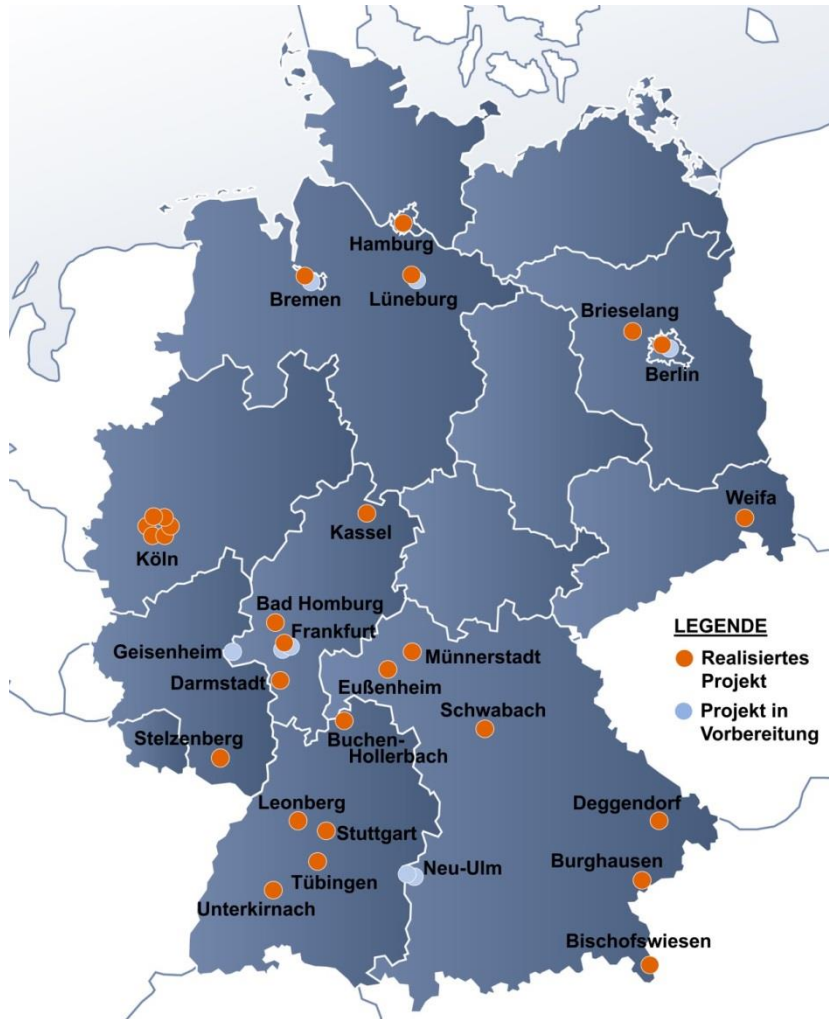 Hamburg
Bremen
Lüneburg
Brieselang
Berlin
Weifa
Kassel
Köln
Bad Homburg
Frankfurt
Geisenheim
Münnerstadt
Darmstadt
Eußenheim
LEGENDE
Realisiertes
Projekt
Projekt in
Vorbereitung
Schwabach
Stelzenberg
Buchen-
Hollerbach
Leonberg
Stuttgart
Deggendorf
Tübingen
Neu-Ulm
Burghausen
Unterkirnach
Bischofswiesen